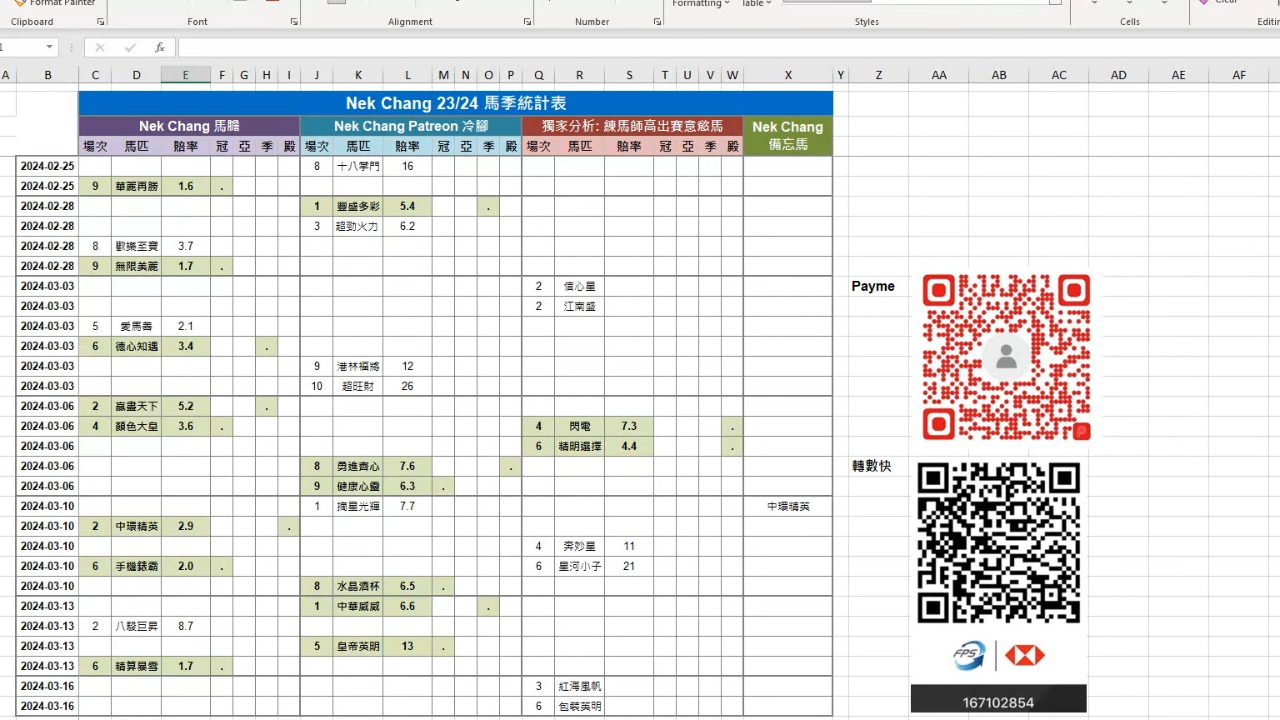 Format Painter Formatting Table Clear
Clipboard Font Alignment Number Styles Cells Editin
1 fx
A B C D E F G H I J K L M N O P Q R S T U V W X Y Z AA AB AC AD AE AF
Nek Chang 23/24 馬季統計表
Nek Chang 馬膽 Nek Chang Patreon 冷腳 獨家分析: 練馬師高出賽意慾馬 Nek Chang 備忘馬
場次 馬匹 賠率 冠 亞 季 殿 場次 馬匹 賠率 冠 亞 季 殿 場次 馬匹 賠率 冠 亞 季 殿
2024-02-25 8 十八掌門 16
2024-02-25 9 華麗再勝 1.6 .
2024-02-28 1 豐盛多彩 5.4 .
2024-02-28 3 超勁火力 6.2
2024-02-28 8 歡樂至寶 3.7
2024-02-28 9 無限美麗 1.7 .
2024-03-03 2 信心星
2024-03-03 2 江南盛
2024-03-03 5 愛馬善 2.1
2024-03-03 6 德心知遇 3.4 .
2024-03-03 9 港林福將 12
2024-03-03 10 超旺財 26
2024-03-06 2 贏盡天下 5.2 .
2024-03-06 4 顏色大皇 3.6 . 4 閃電 7.3 .
2024-03-06 6 精明選擇 4.4 .
2024-03-06 8 勇進齊心 7.6 .
2024-03-06 9 健康心靈 6.3 .
2024-03-10 1 摘星光輝 7.7 中環精英
2024-03-10 2 中環精英 2.9 .
2024-03-10 4 奔妙星 11
2024-03-10 6 手機錶霸 2.0 . 6 星河小子 21
2024-03-10 8 水晶酒杯 6.5 .
2024-03-13 1 中華威威 6.6 .
2024-03-13 2 八駿巨昇 8.7
2024-03-13 5 皇帝英明 13 .
2024-03-13 6 精算暴雪 1.7 .
2024-03-16 3 紅海風帆
2024-03-16 6 包裝英明
Payme
轉數快
FPS
167102854